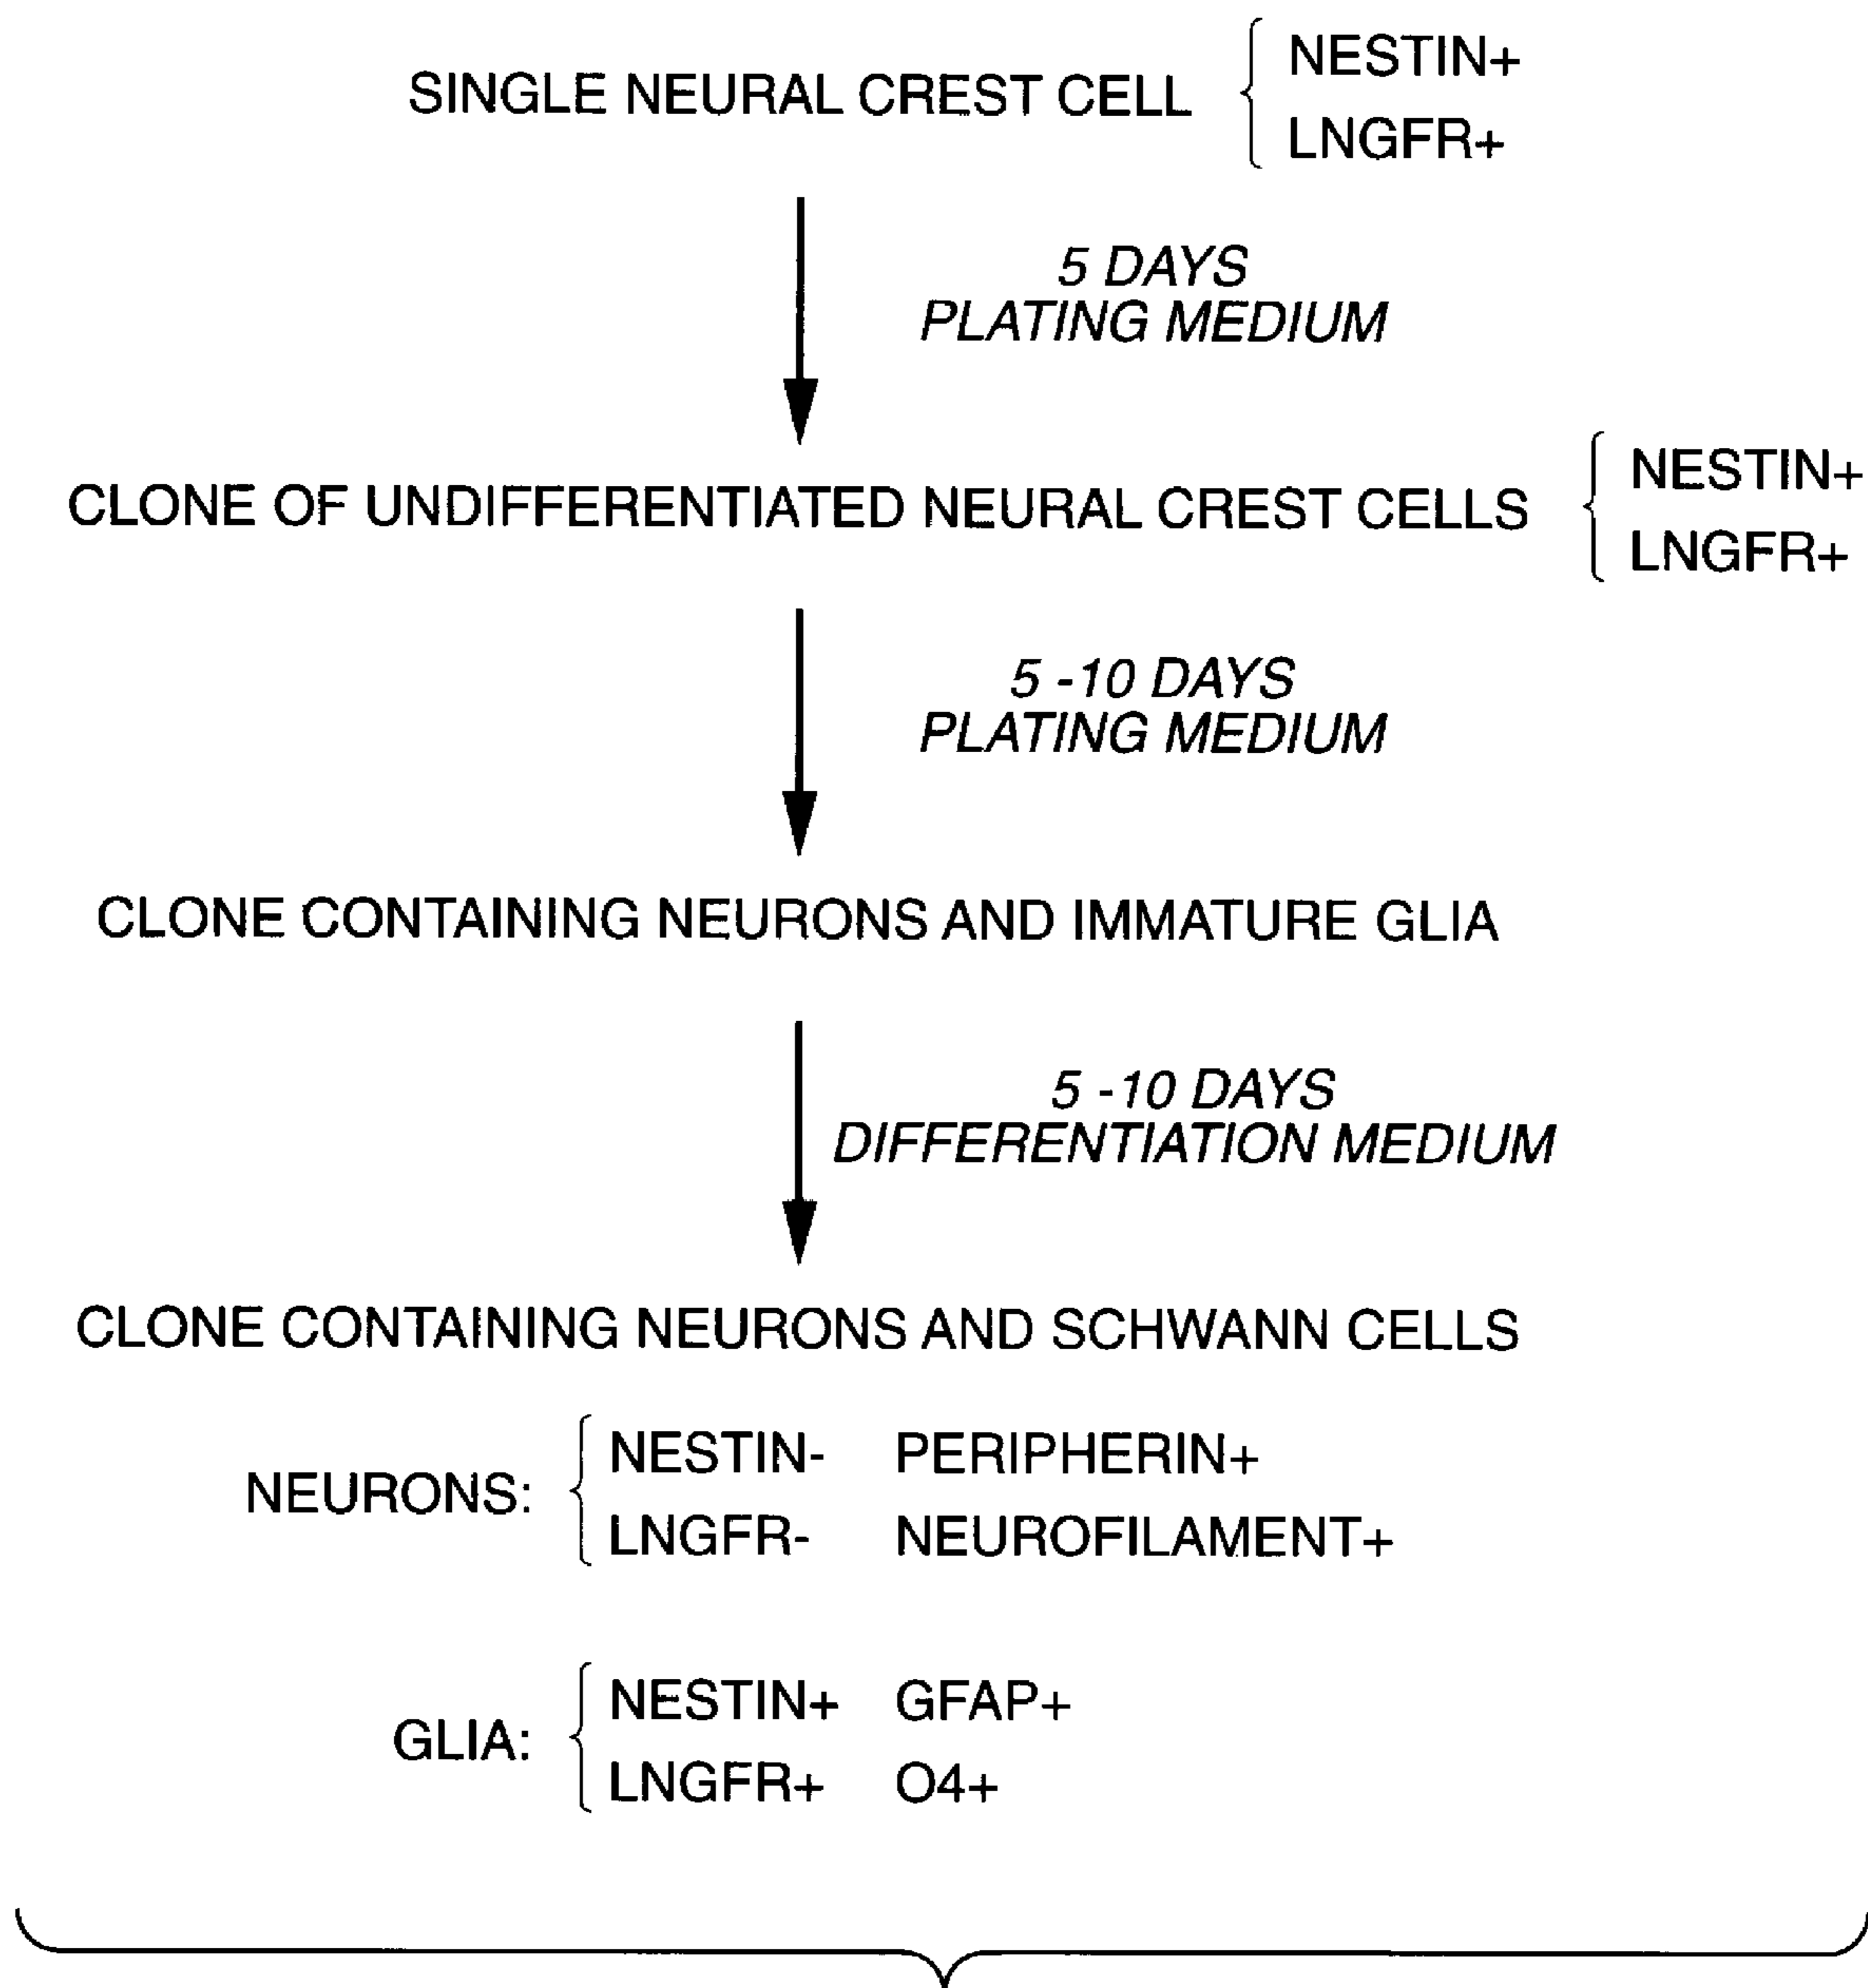 SINGLE NEURAL CREST CELL
NESTIN+
LNGFR+
5 DAYS
PLATING MEDIUM
CLONE OF UNDIFFERENTIATED NEURAL CREST CELLS
NESTIN+
LNGFR+
5 -10 DAYS
PLATING MEDIUM
CLONE CONTAINING NEURONS AND IMMATURE GLIA
5 -10 DAYS
DIFFERENTIATION MEDIUM
CLONE CONTAINING NEURONS AND SCHWANN CELLS
NEURONS:
NESTIN- PERIPHERIN+
LNGFR- NEUROFILAMENT+
GLIA:
NESTIN+ GFAP+
LNGFR+ O4+